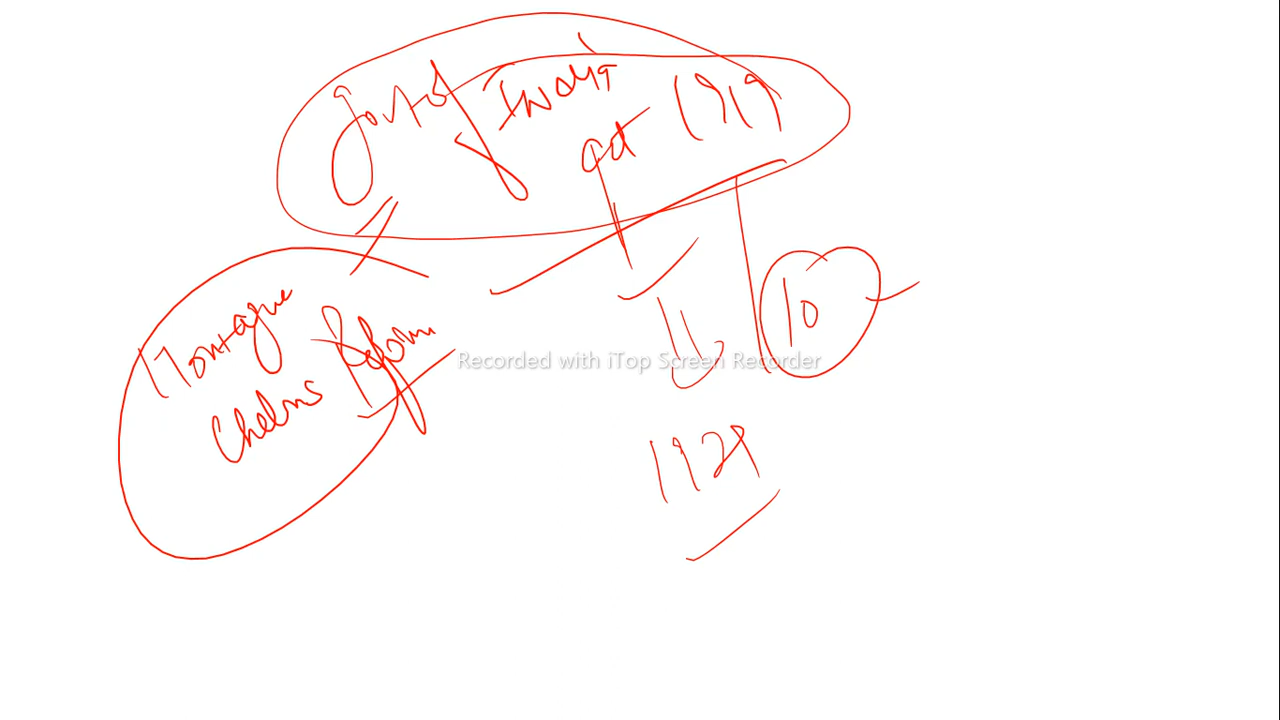 Govt of India
act 1919
10
Montague
Chelms Reform
Recorded with iTop Screen Recorder
1929